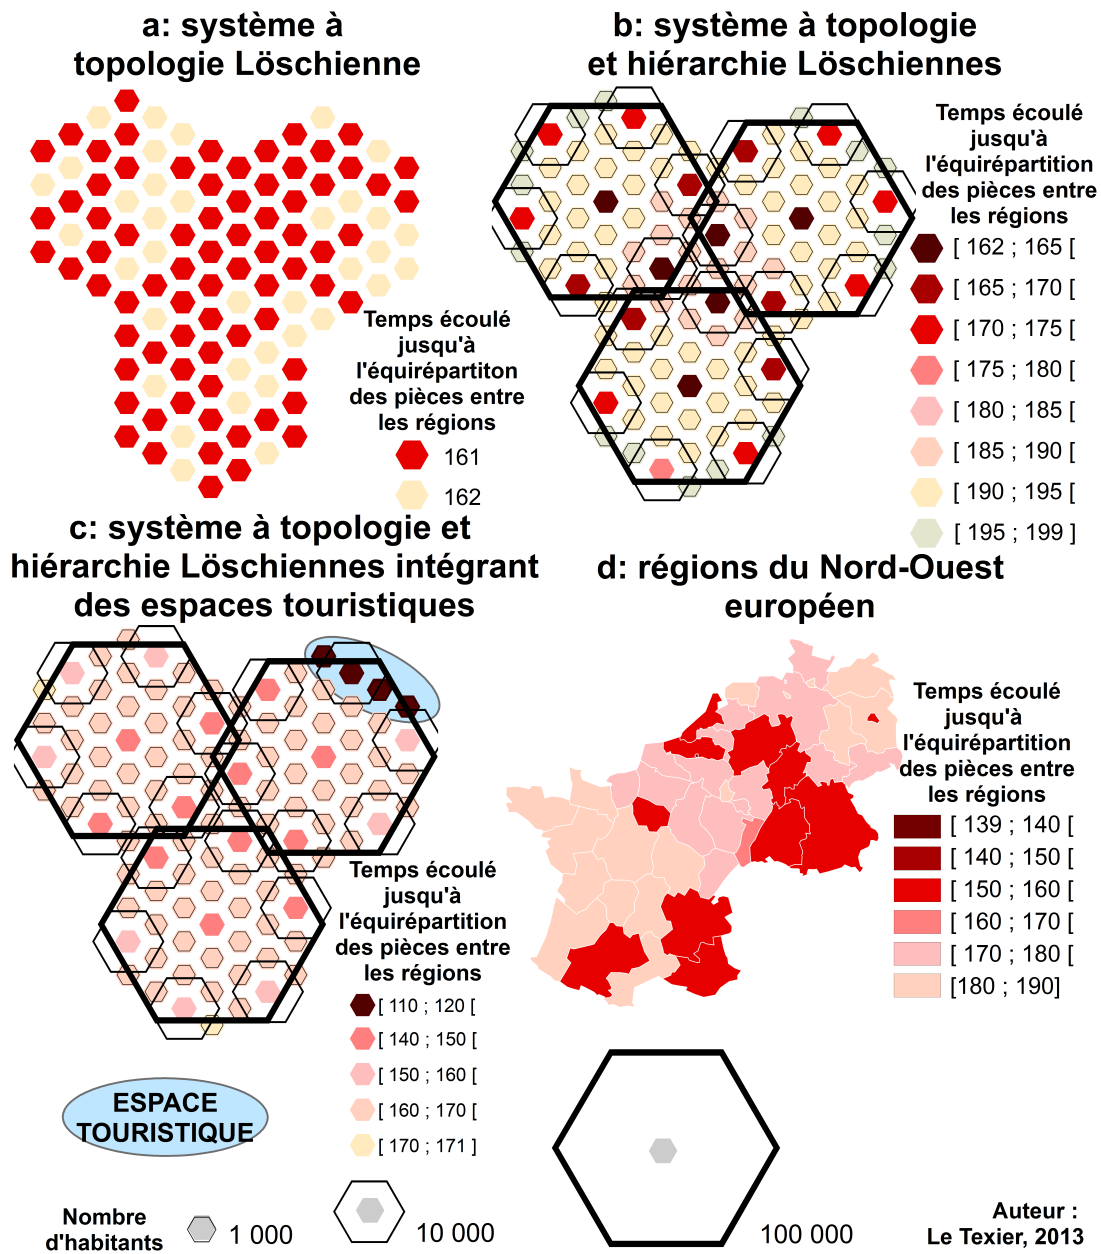 a: système à
topologie Löschienne
Temps écoulé
jusqu'à
l'équirépartiton
des pièces entre
les régions
161
162
b: système à topologie
et hiérarchie Löschiennes
Temps écoulé
jusqu'à
l'équirépartition
des pièces entre
les régions
[ 162 ; 165 [
[ 165 ; 170 [
[ 170 ; 175 [
[ 175 ; 180 [
[ 180 ; 185 [
[ 185 ; 190 [
[ 190 ; 195 [
[ 195 ; 199 ]
c: système à topologie et
hiérarchie Löschiennes intégrant
des espaces touristiques
Temps écoulé
jusqu'à
l'équirépartition
des pièces entre
les régions
[ 110 ; 120 [
[ 140 ; 150 [
[ 150 ; 160 [
[ 160 ; 170 [
[ 170 ; 171 ]
d: régions du Nord-Ouest
européen
Temps écoulé
jusqu'à
l'équirépartition
des pièces entre
les régions
[ 139 ; 140 [
[ 140 ; 150 [
[ 150 ; 160 [
[ 160 ; 170 [
[ 170 ; 180 [
[180 ; 190]
ESPACE
TOURISTIQUE
Nombre
d'habitants
1 000
10 000
100 000
Auteur :
Le Texier, 2013